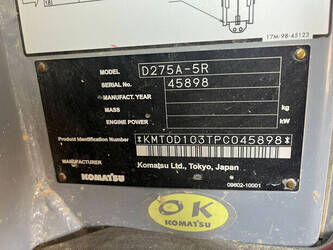 181
17M-98-45123
MODEL D275A-5R
SERIAL No. 45898
MANUFACT. YEAR
MASS kg
ENGINE POWER kW
Product Identification Number *KMT0D103TPC045898*
MANUFACTURER Komatsu Ltd., Tokyo, Japan
KOMATSU
09602-10001
OK